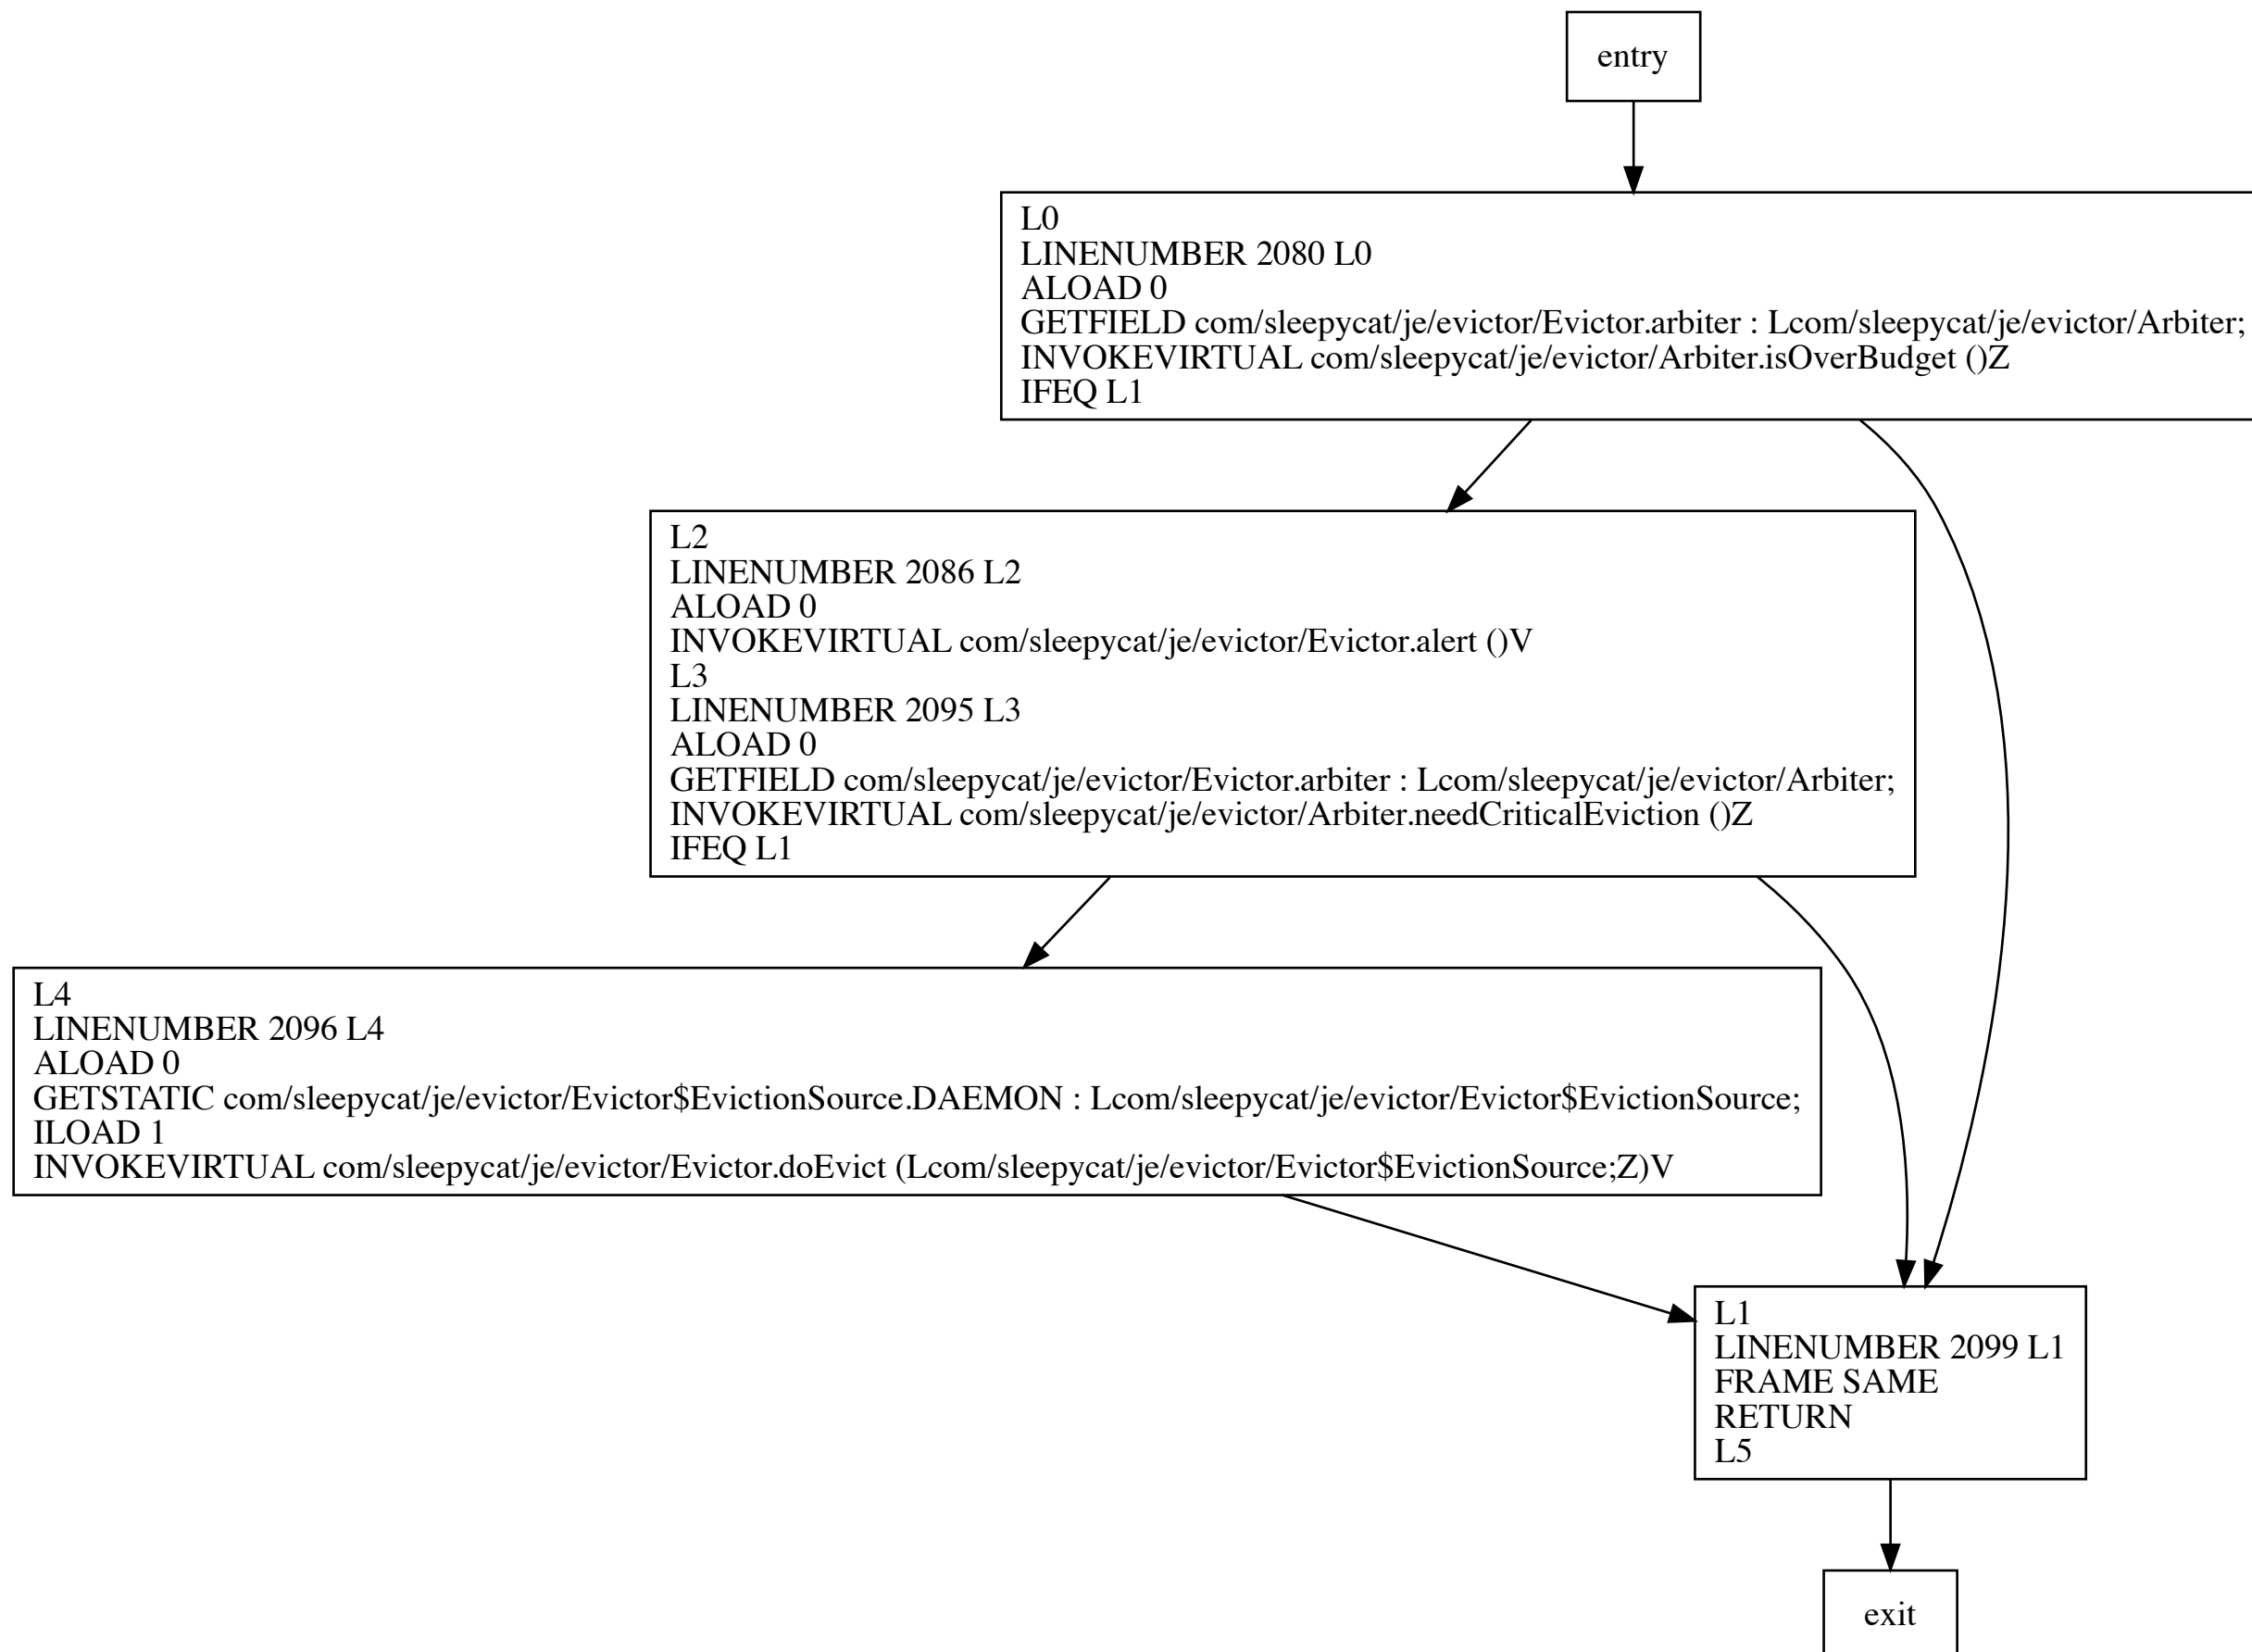 entry
L0
LINENUMBER 2080 L0
ALOAD 0
GETFIELD com/sleepycat/je/evictor/Evictor.arbiter : Lcom/sleepycat/je/evictor/Arbiter;
INVOKEVIRTUAL com/sleepycat/je/evictor/Arbiter.isOverBudget ()Z
IFEQ L1
L2
LINENUMBER 2086 L2
ALOAD 0
INVOKEVIRTUAL com/sleepycat/je/evictor/Evictor.alert ()V
L3
LINENUMBER 2095 L3
ALOAD 0
GETFIELD com/sleepycat/je/evictor/Evictor.arbiter : Lcom/sleepycat/je/evictor/Arbiter;
INVOKEVIRTUAL com/sleepycat/je/evictor/Arbiter.needCriticalEviction ()Z
IFEQ L1
L4
LINENUMBER 2096 L4
ALOAD 0
GETSTATIC com/sleepycat/je/evictor/Evictor$EvictionSource.DAEMON : Lcom/sleepycat/je/evictor/Evictor$EvictionSource;
ILOAD 1
INVOKEVIRTUAL com/sleepycat/je/evictor/Evictor.doEvict (Lcom/sleepycat/je/evictor/Evictor$EvictionSource;Z)V
L1
LINENUMBER 2099 L1
FRAME SAME
RETURN
L5
exit